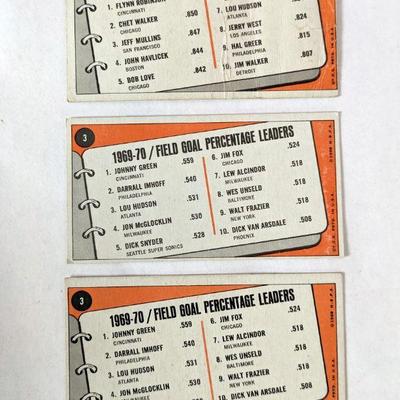 1. FLYNN ROBINSON
CINCINNATI
2. CHET WALKER .850
CHICAGO
3. JEFF MULLINS .847
SAN FRANCISCO
4. JOHN HAVLICEK .844
BOSTON
5. BOB LOVE .842
CHICAGO
7. LOU HUDSON .824
ATLANTA
8. JERRY WEST .824
LOS ANGELES
9. HAL GREER .815
PHILADELPHIA
10. JIM WALKER .807
DETROIT
3
1969-70 / FIELD GOAL PERCENTAGE LEADERS
1. JOHNNY GREEN .559
CINCINNATI
2. DARRALL IMHOFF .540
PHILADELPHIA
3. LOU HUDSON .531
ATLANTA
4. JON McGLOCKLIN .530
MILWAUKEE
5. DICK SNYDER .528
SEATTLE SUPER SONICS
6. JIM FOX .524
CHICAGO
7. LEW ALCINDOR .518
MILWAUKEE
8. WES UNSELD .518
BALTIMORE
9. WALT FRAZIER .518
NEW YORK
10. DICK VAN ARSDALE .508
PHOENIX
3
1969-70 / FIELD GOAL PERCENTAGE LEADERS
1. JOHNNY GREEN .559
CINCINNATI
2. DARRALL IMHOFF .540
PHILADELPHIA
3. LOU HUDSON .531
ATLANTA
4. JON McGLOCKLIN .530
MILWAUKEE
5. DICK SNYDER .528
6. JIM FOX .524
CHICAGO
7. LEW ALCINDOR .518
MILWAUKEE
8. WES UNSELD .518
BALTIMORE
9. WALT FRAZIER .518
NEW YORK
10. DICK VAN ARSDALE .508